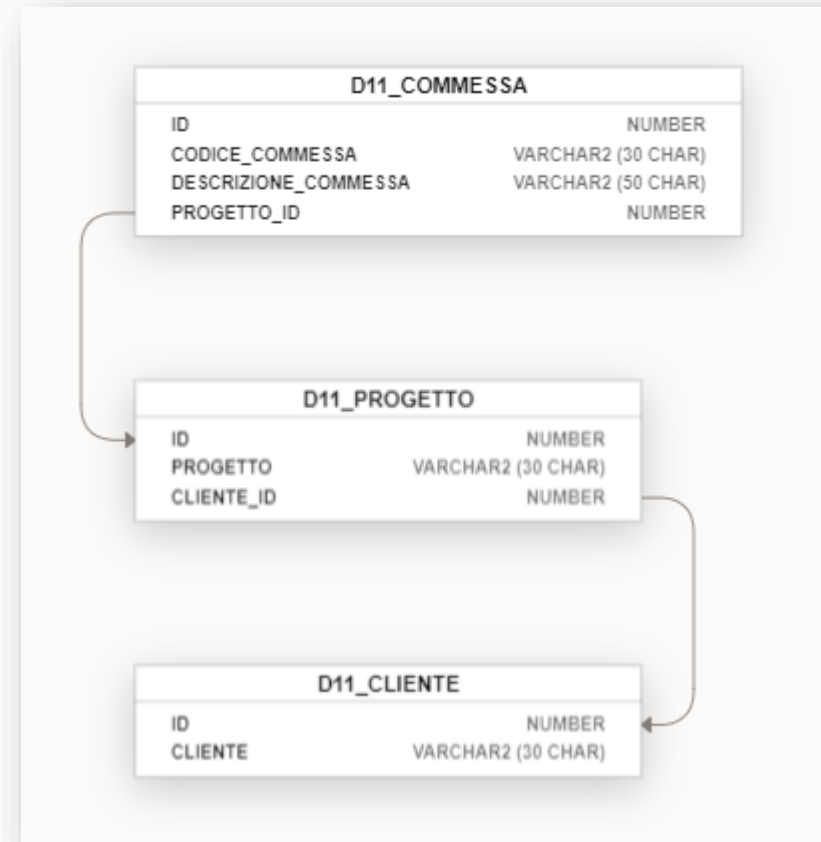 D11_COMMESSA
ID NUMBER
CODICE_COMMESSA VARCHAR2 (30 CHAR)
DESCRIZIONE_COMMESSA VARCHAR2 (50 CHAR)
PROGETTO_ID NUMBER
D11_PROGETTO
ID NUMBER
PROGETTO VARCHAR2 (30 CHAR)
CLIENTE_ID NUMBER
D11_CLIENTE
ID NUMBER
CLIENTE VARCHAR2 (30 CHAR)